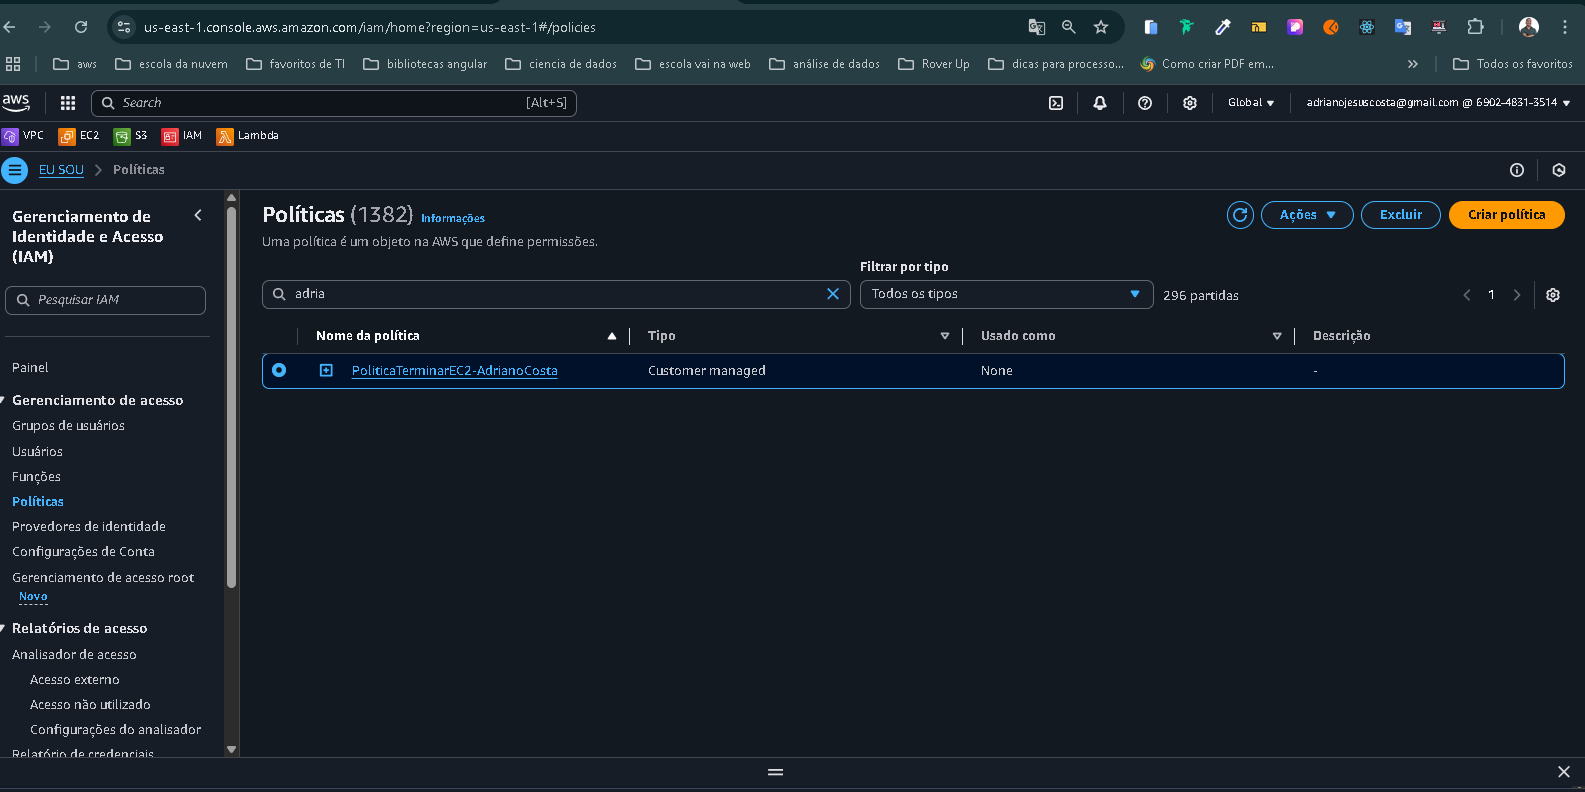 us-east-1.console.aws.amazon.com/iam/home?region=us-east-1#/policies
aws escola da nuvem favoritos de TI bibliotecas angular ciencia de dados escola vai na web análise de dados Rover Up dicas para processo... Como criar PDF em... » Todos os favoritos
aws Search [Alt+S] Global adrianojesuscosta@gmail.com @ 6902-4831-3514
VPC EC2 S3 IAM Lambda
EU SOU > Políticas
Gerenciamento de
Identidade e Acesso
(IAM)
Pesquisar IAM
Painel
Gerenciamento de acesso
Grupos de usuários
Usuários
Funções
Políticas
Provedores de identidade
Configurações de Conta
Gerenciamento de acesso root
Novo
Relatórios de acesso
Analisador de acesso
Acesso externo
Acesso não utilizado
Configurações do analisador
Relatório de credenciais
Políticas (1382) Informações
Ações Excluir Criar política
Uma política é um objeto na AWS que define permissões.
Filtrar por tipo
adria Todos os tipos 296 partidas 1
Nome da política Tipo Usado como Descrição
PoliticaTerminarEC2-AdrianoCosta Customer managed None -